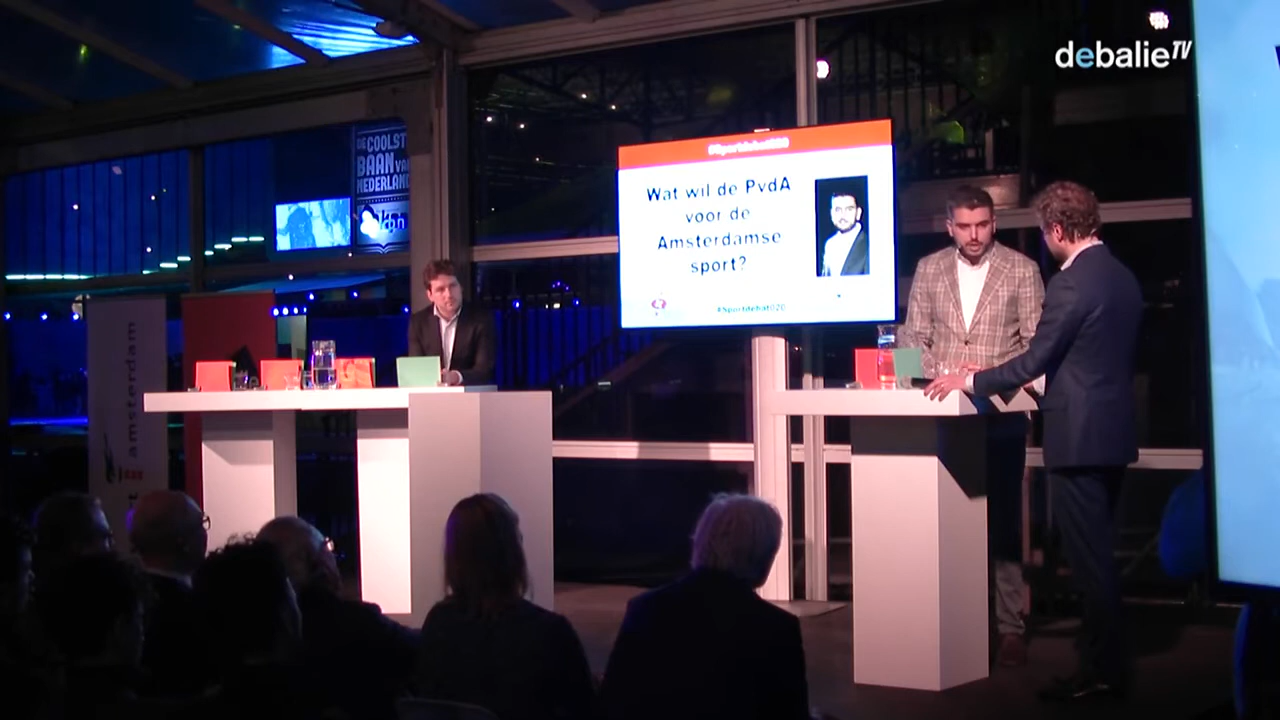 debalieTV
DE COOLSTE
BAAN VAN
NEDERLAND
#Sportdebat020
Wat wil de PvdA
voor de
Amsterdamse
sport?
#Sportdebat020
amsterdam